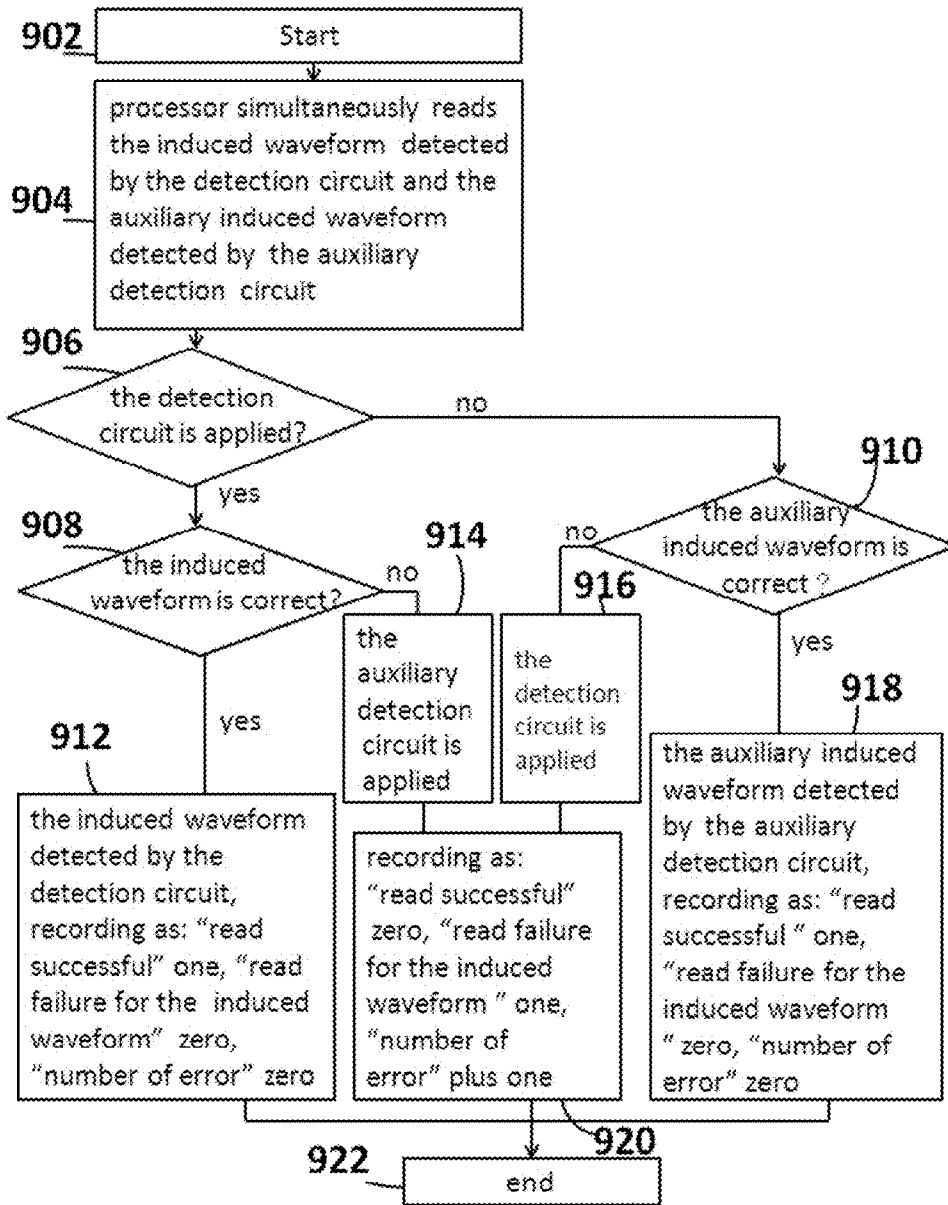 902
Start
904
processor simultaneously reads
the induced waveform detected
by the detection circuit and the
auxiliary induced waveform
detected by the auxiliary
detection circuit
906
the detection
circuit is applied?
no
yes
908
the induced
waveform is correct?
no
yes
910
the auxiliary
induced waveform is
correct ?
no
yes
914
the
auxiliary
detection
circuit is
applied
916
the
detection
circuit is
applied
912
the induced waveform
detected by the
detection circuit,
recording as: “read
successful” one, “read
failure for the induced
waveform” zero,
“number of error” zero
recording as:
“read successful”
zero, “read failure
for the induced
waveform ” one,
“number of
error” plus one
920
918
the auxiliary induced
waveform detected
by the auxiliary
detection circuit,
recording as: “read
successful ” one,
“read failure for the
induced waveform
” zero, “number of
error” zero
922
end